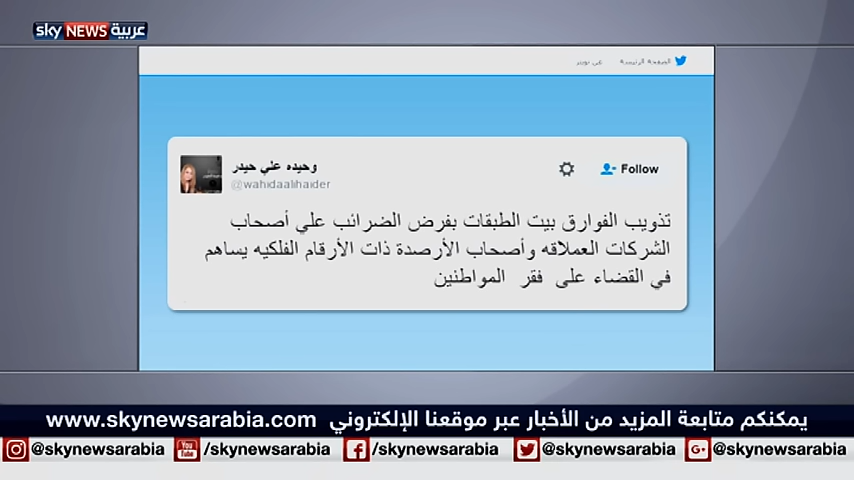 sky NEWS عربية
الصفحة الرئيسية عن تويتر
وحيده علي حيدر
@wahidaalihaider
Follow
تذويب الفوارق بيت الطبقات بفرض الضرائب علي أصحاب
الشركات العملاقه وأصحاب الأرصدة ذات الأرقام الفلكيه يساهم
في القضاء على فقر المواطنين
يمكنكم متابعة المزيد من الأخبار عبر موقعنا الإلكتروني www.skynewsarabia.com
@skynewsarabia You Tube /skynewsarabia f /skynewsarabia @skynewsarabia G+ @skynewsarabia